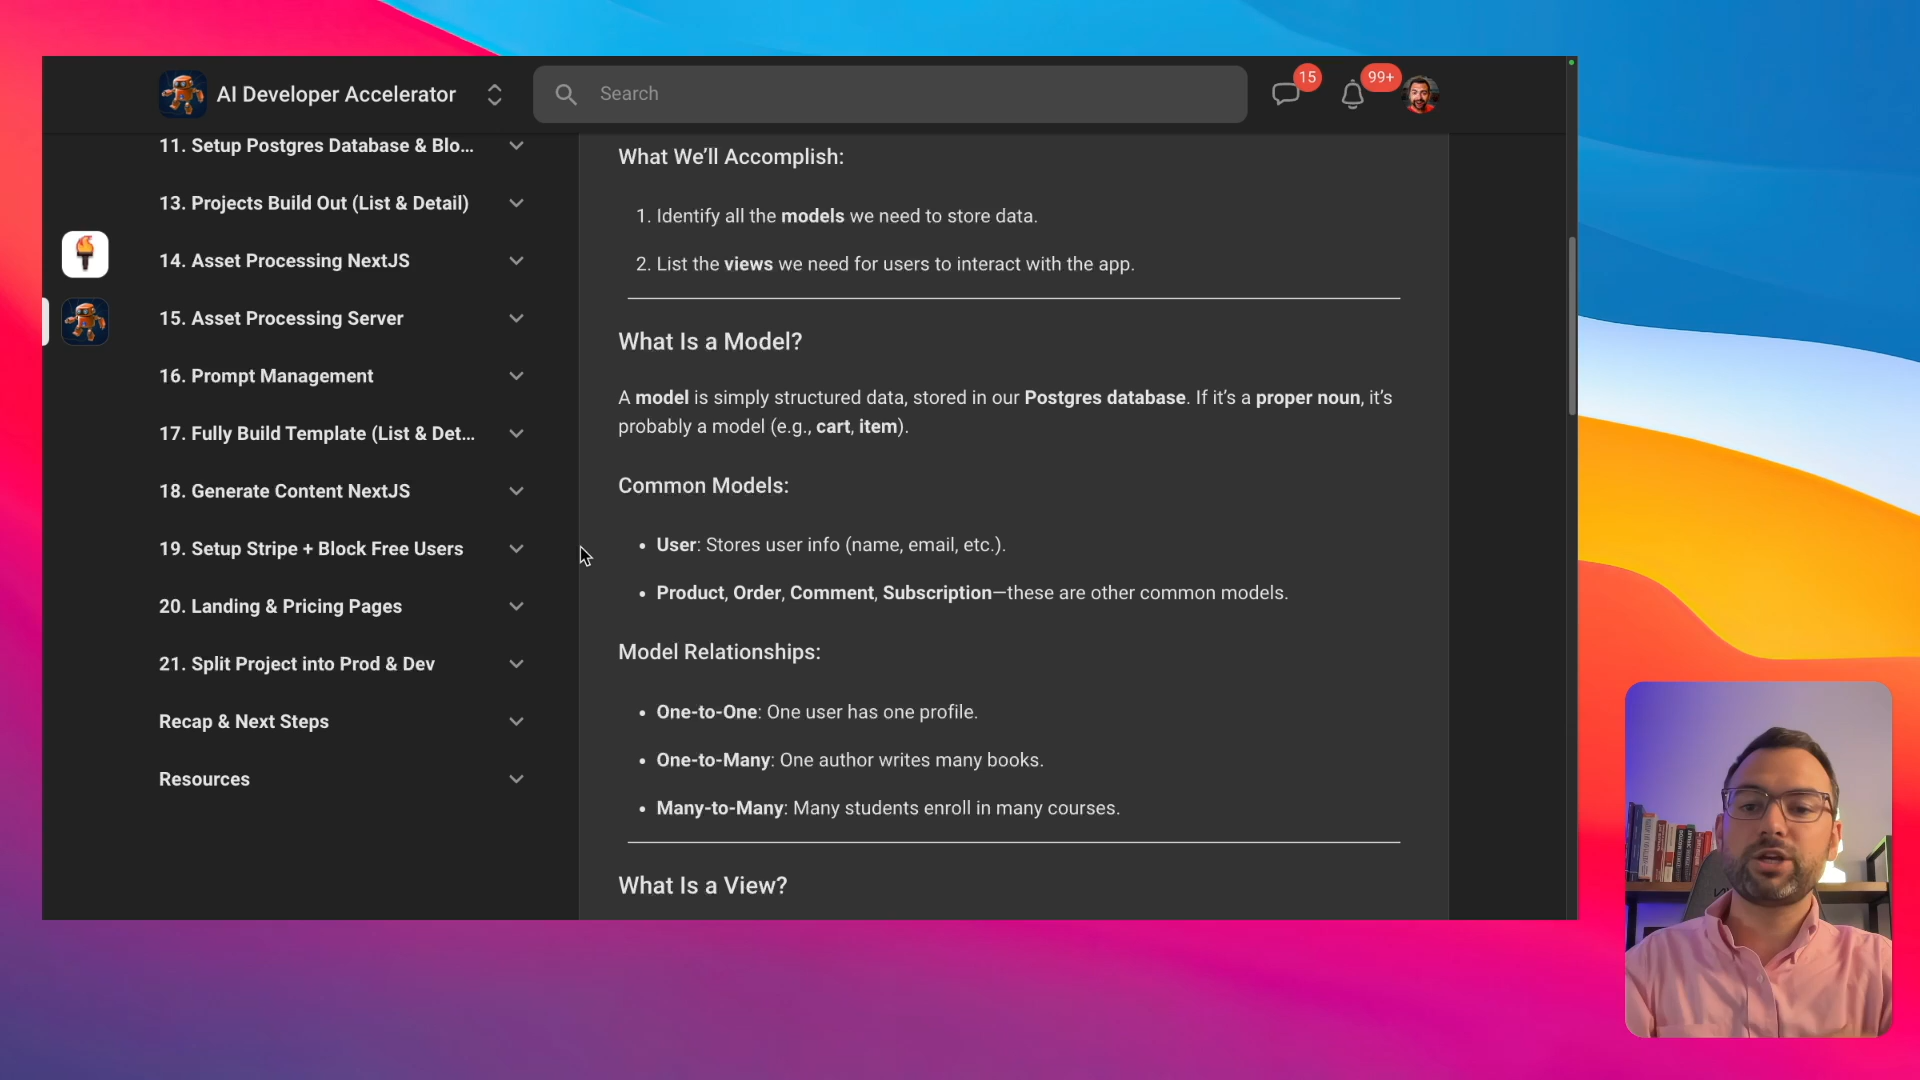 AI Developer Accelerator
Search
15
99+
11. Setup Postgres Database & Blo...
13. Projects Build Out (List & Detail)
14. Asset Processing NextJS
15. Asset Processing Server
16. Prompt Management
17. Fully Build Template (List & Det...
18. Generate Content NextJS
19. Setup Stripe + Block Free Users
20. Landing & Pricing Pages
21. Split Project into Prod & Dev
Recap & Next Steps
Resources
What We’ll Accomplish:
1. Identify all the models we need to store data.
2. List the views we need for users to interact with the app.
What Is a Model?
A model is simply structured data, stored in our Postgres database. If it’s a proper noun, it’s
probably a model (e.g., cart, item).
Common Models:
• User: Stores user info (name, email, etc.).
• Product, Order, Comment, Subscription—these are other common models.
Model Relationships:
• One-to-One: One user has one profile.
• One-to-Many: One author writes many books.
• Many-to-Many: Many students enroll in many courses.
What Is a View?